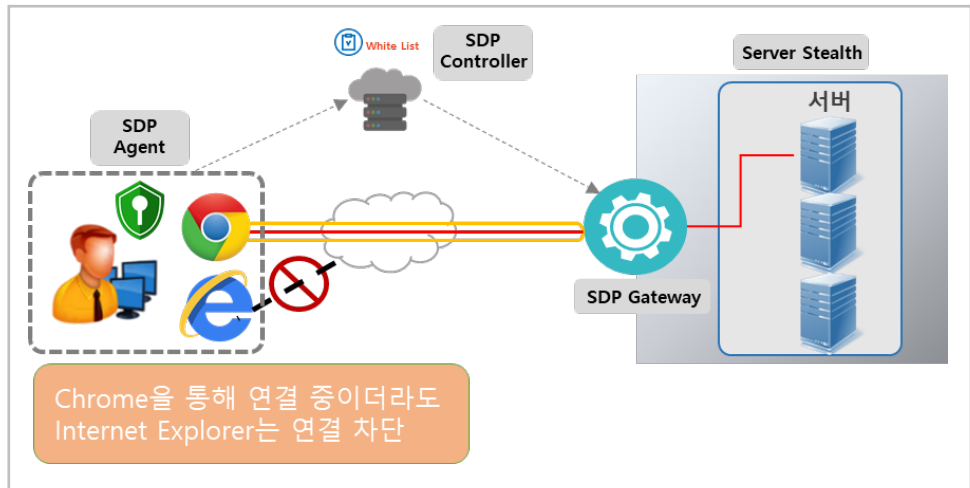 White List
SDP
Controller
Server Stealth
서버
SDP
Agent
SDP Gateway
Chrome을 통해 연결 중이더라도
Internet Explorer는 연결 차단